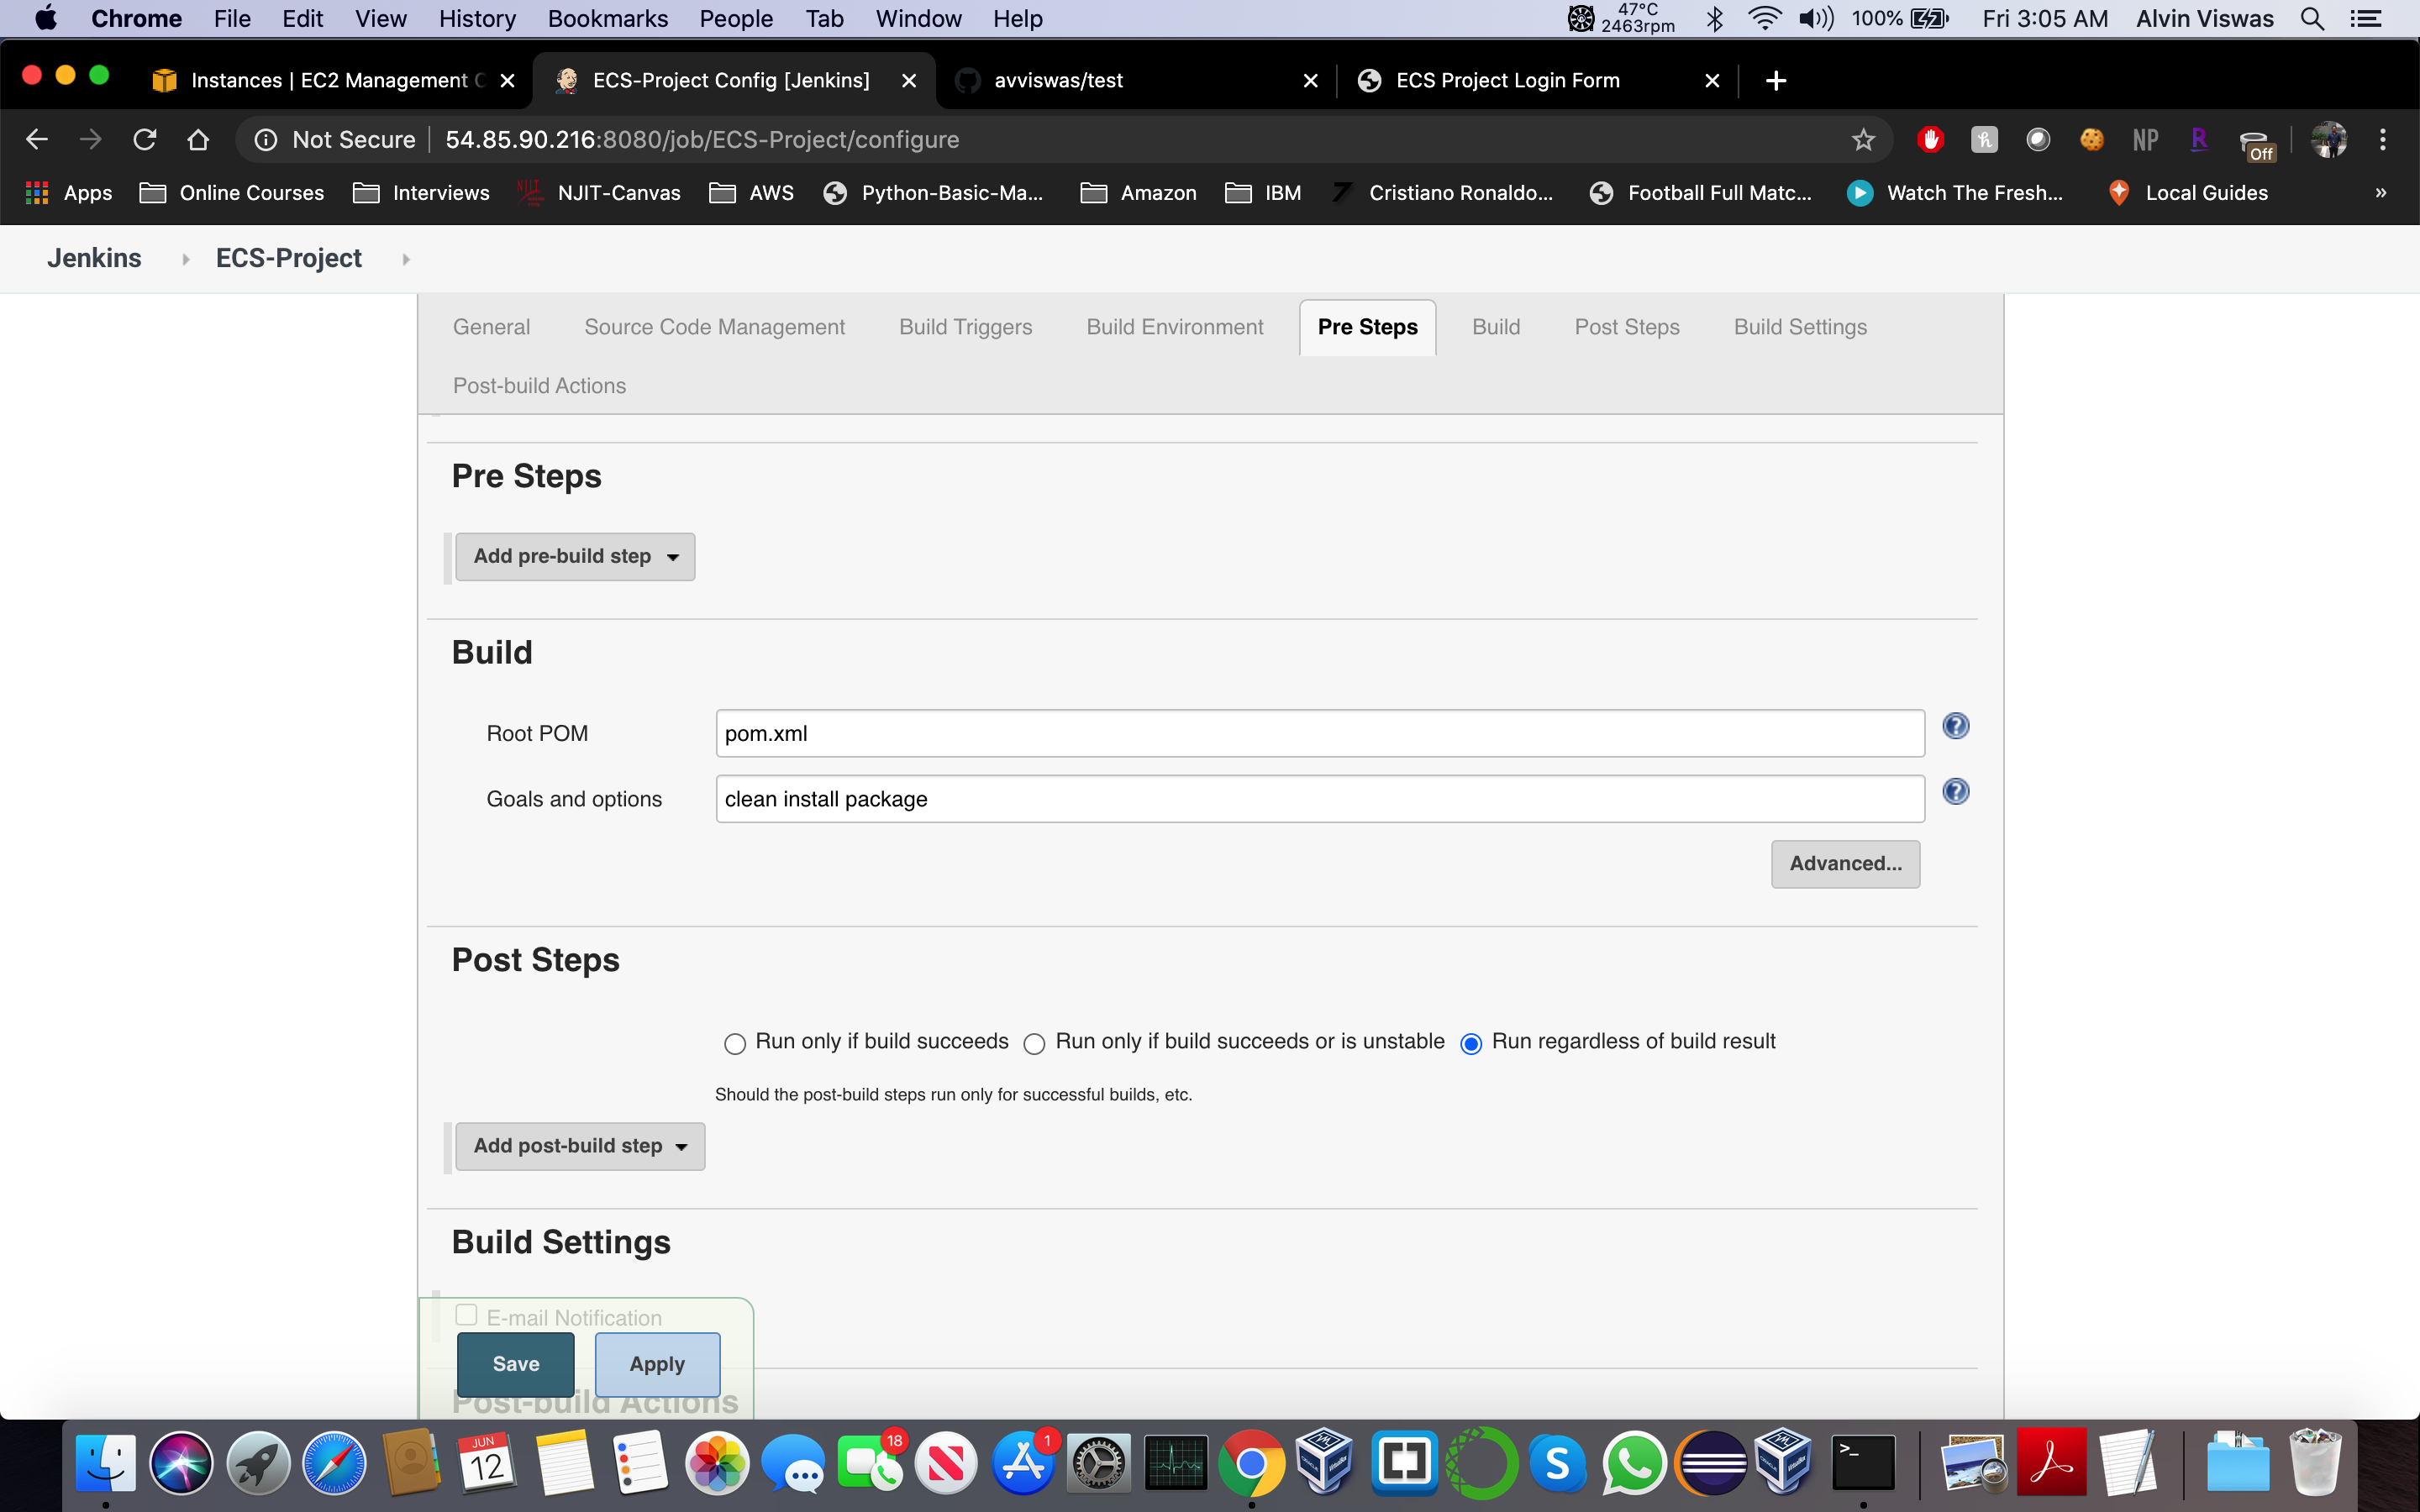 Chrome File Edit View History Bookmarks People Tab Window Help 47°C 2463rpm 100% Fri 3:05 AM Alvin Viswas
Instances | EC2 Management C ECS-Project Config [Jenkins] avviswas/test ECS Project Login Form
Not Secure 54.85.90.216:8080/job/ECS-Project/configure NP R Off
Apps Online Courses Interviews NJIT-Canvas AWS Python-Basic-Ma... Amazon IBM Cristiano Ronaldo... Football Full Matc... Watch The Fresh... Local Guides »
Jenkins ECS-Project
General Source Code Management Build Triggers Build Environment Pre Steps Build Post Steps Build Settings
Post-build Actions
Pre Steps
Add pre-build step
Build
Root POM pom.xml
Goals and options clean install package
Advanced...
Post Steps
Run only if build succeeds Run only if build succeeds or is unstable Run regardless of build result
Should the post-build steps run only for successful builds, etc.
Add post-build step
Build Settings
E-mail Notification
Save Apply
Post-build Actions
JUN 12 18 1